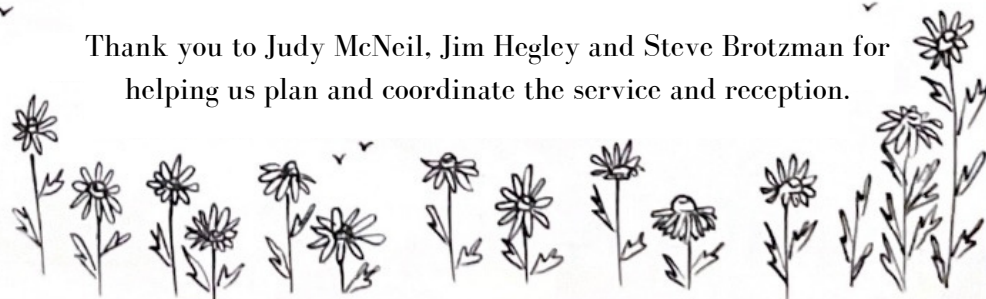 Thank you to Judy McNeil, Jim Hegley and Steve Brotzman for
helping us plan and coordinate the service and reception.